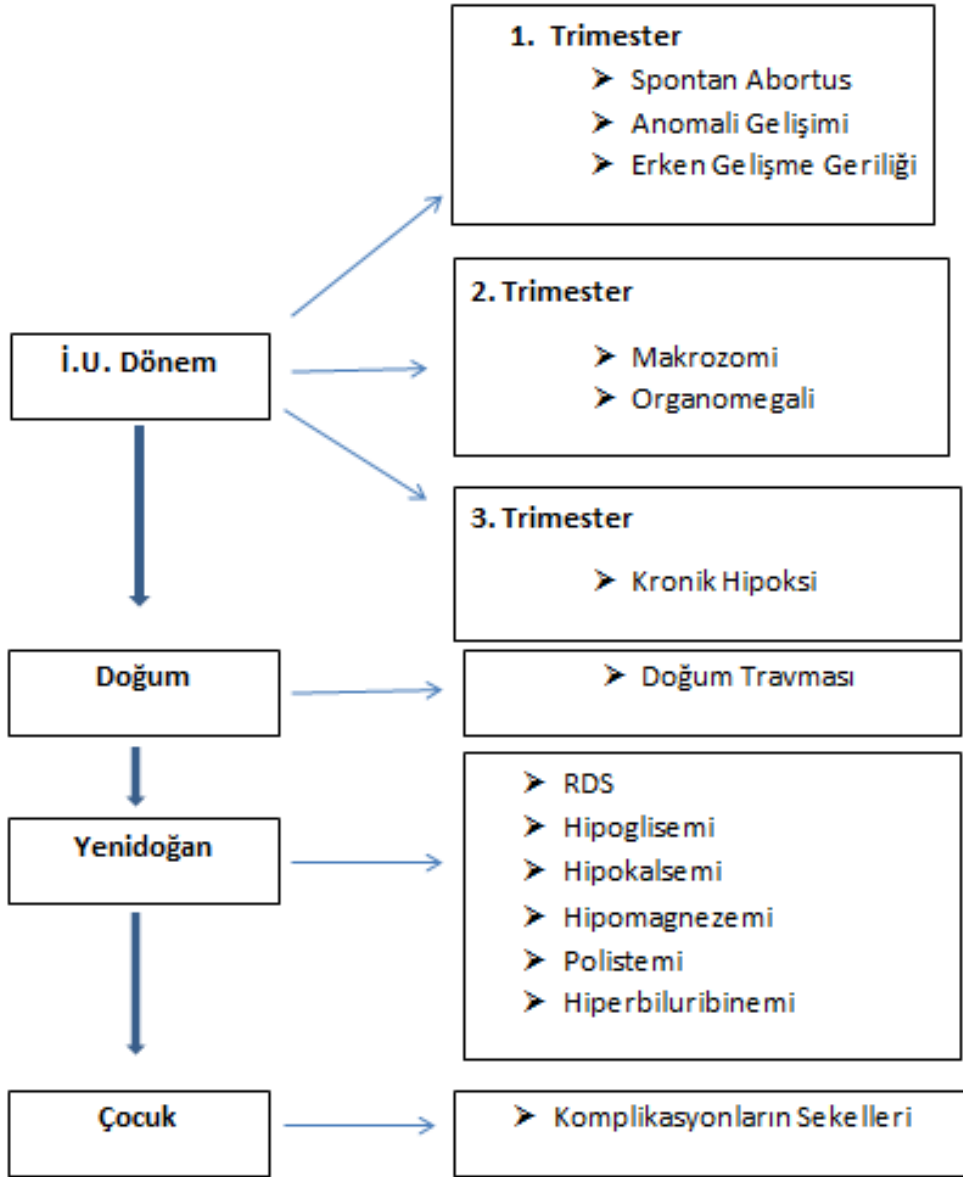 1. Trimester
➤ Spontan Abortus
➤ Anomali Gelişimi
➤ Erken Gelişme Geriliği
İ.U. Dönem
2. Trimester
➤ Makrozomi
➤ Organomegali
3. Trimester
➤ Kronik Hipoksi
Doğum
➤ Doğum Travması
Yenidoğan
➤ RDS
➤ Hipoglisemi
➤ Hipokalsemi
➤ Hipomagnezemi
➤ Polistemi
➤ Hiperbiluribinemi
Çocuk
➤ Komplikasyonların Sekelleri